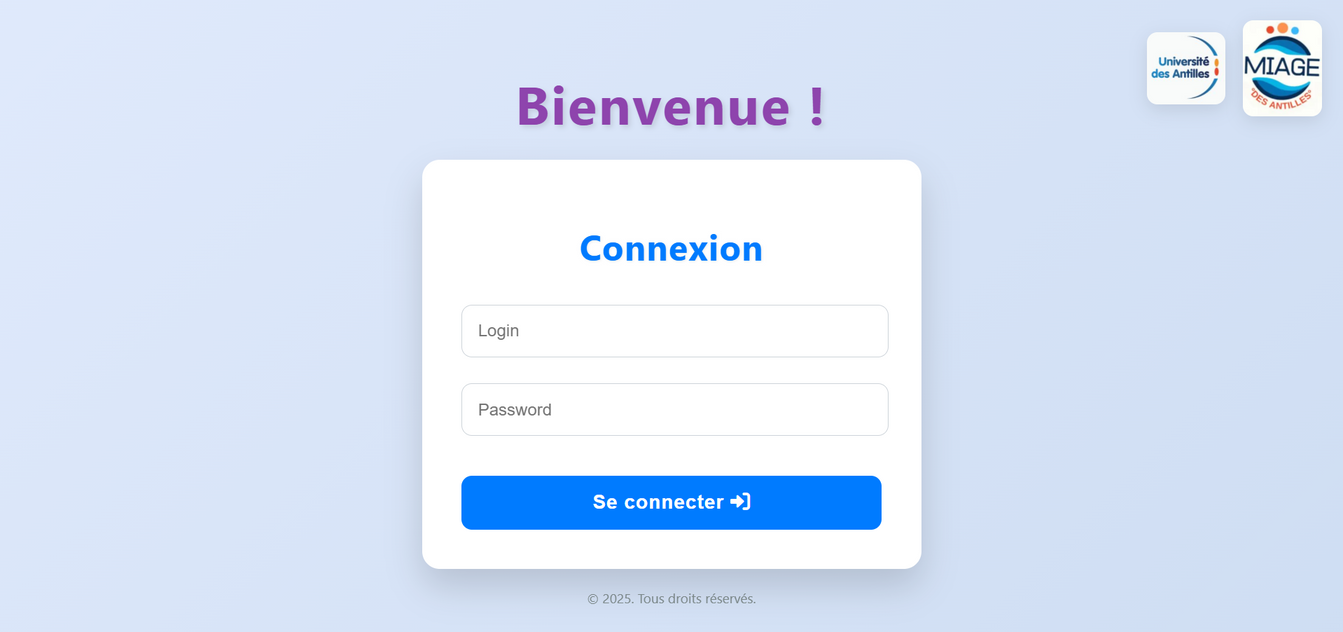 Université
des Antilles
MIAGE
"DES ANTILLES"
Bienvenue !
Connexion
Login
Password
Se connecter
© 2025. Tous droits réservés.